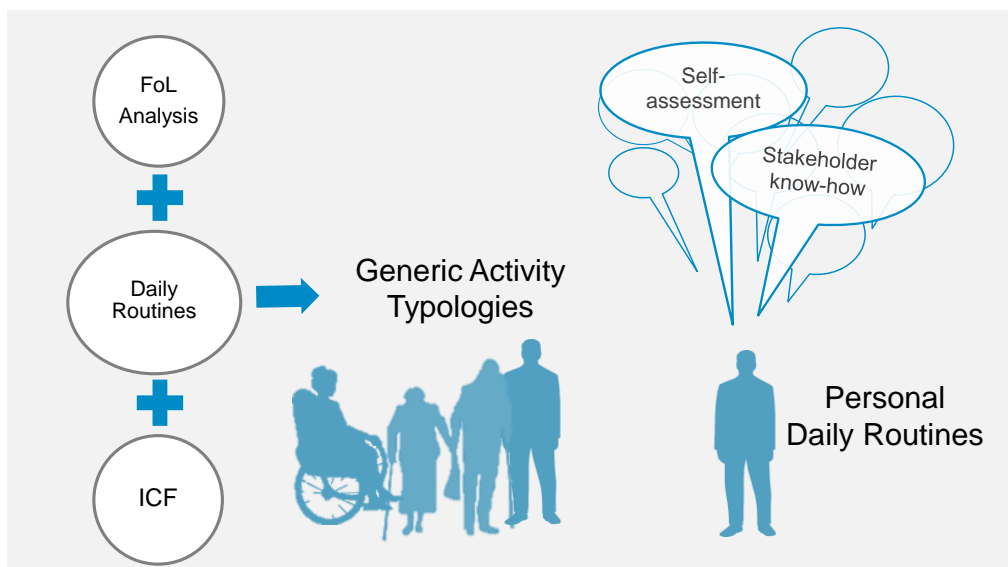 FoL
Analysis
Daily
Routines
ICF
Generic Activity
Typologies
Self-
assessment
Stakeholder
know-how
Personal
Daily Routines